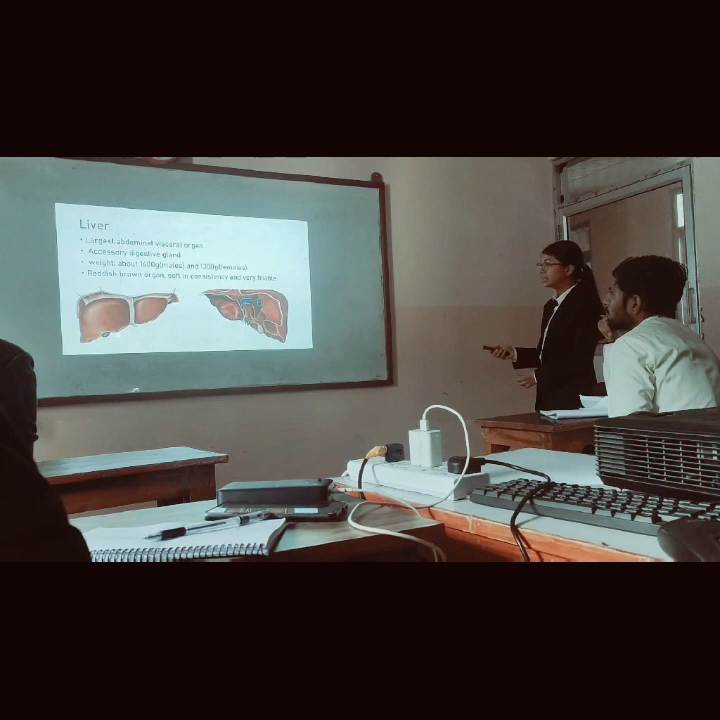 Liver
• Largest abdominal visceral organ
• Accessory digestive gland
• weight: about 1600g(males) and 1300g(females)
• Reddish brown organ, soft in consistency and very friable